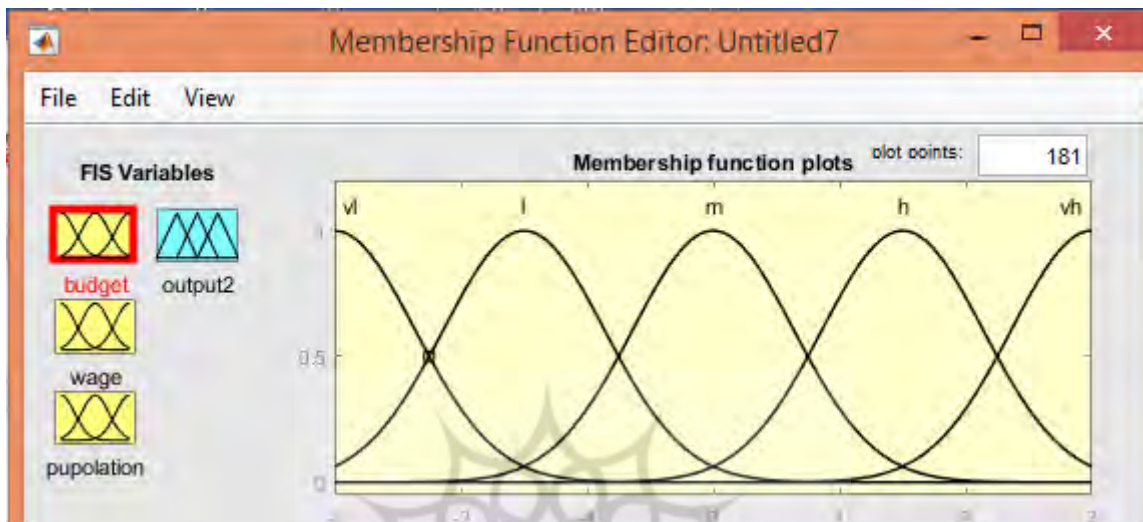 Membership Function Editor: Untitled7
File Edit View
FIS Variables
Membership function plots
plot points:
181
vl l m h vh
1
0.5
0
budget
output2
wage
pupolation